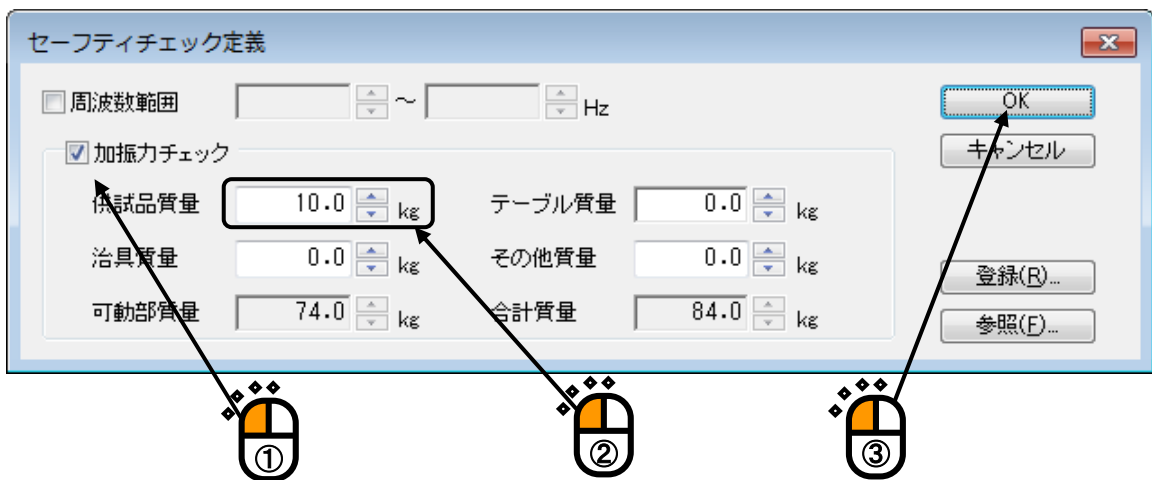 セーフティチェック定義
周波数範囲 ～ Hz OK
加振力チェック キャンセル
供試品質量 10.0 kg テーブル質量 0.0 kg
治具質量 0.0 kg その他質量 0.0 kg 登録(R)...
可動部質量 74.0 kg 合計質量 84.0 kg 参照(F)...
① ② ③